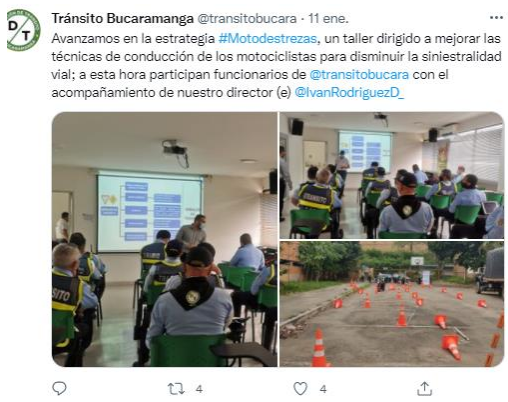 Tránsito Bucaramanga @transitobucara · 11 ene.
Avanzamos en la estrategia #Motodestrezas, un taller dirigido a mejorar las
técnicas de conducción de los motociclistas para disminuir la siniestralidad
vial; a esta hora participan funcionarios de @transitobucara con el
acompañamiento de nuestro director (e) @IvanRodriguezD_
TRÁNSITO
SITO
4
4